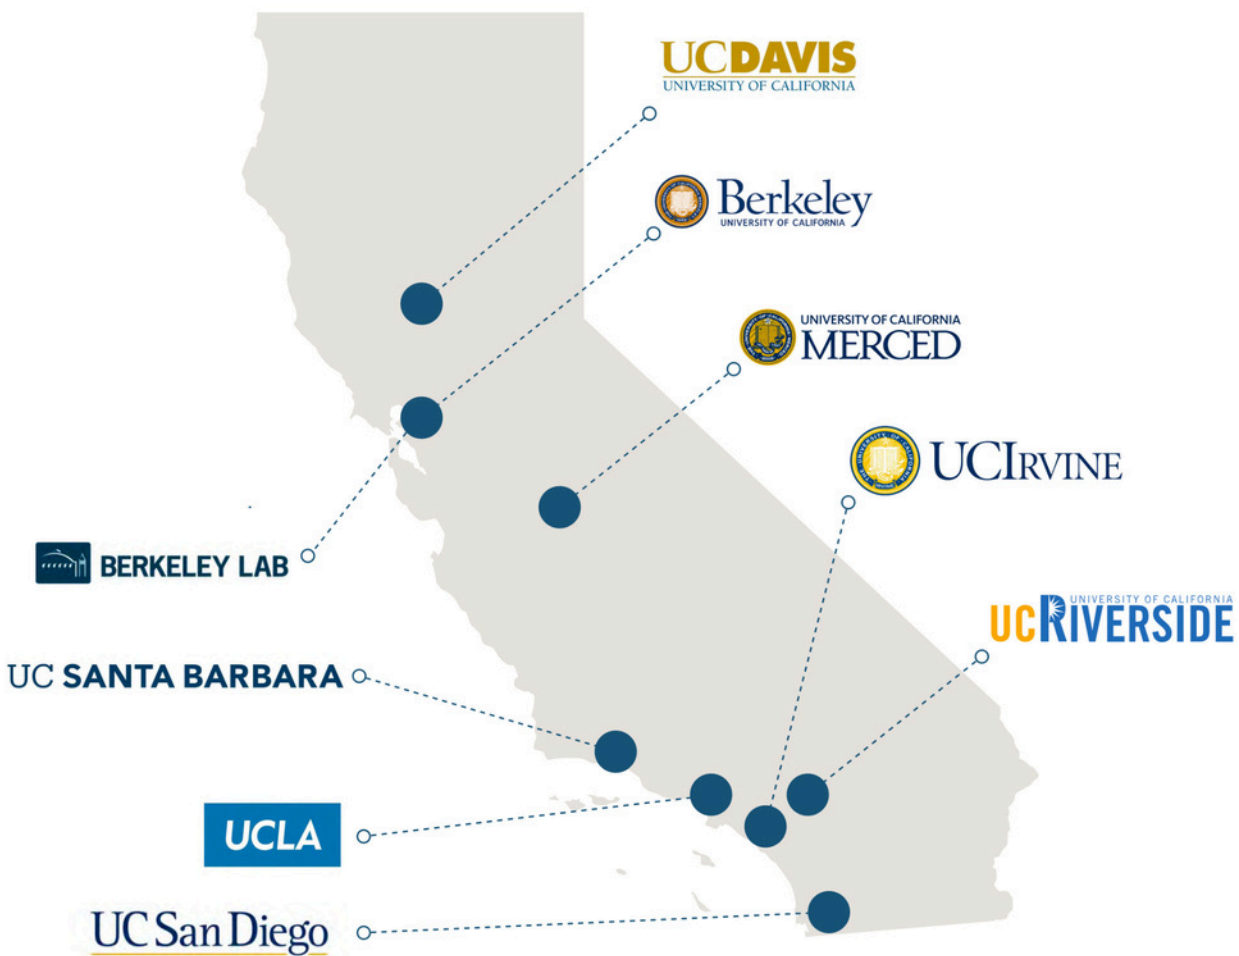 UCDAVIS
UNIVERSITY OF CALIFORNIA
Berkeley
UNIVERSITY OF CALIFORNIA
UNIVERSITY OF CALIFORNIA
MERCED
UCIRVINE
BERKELEY LAB
UNIVERSITY OF CALIFORNIA
UCRIVERSIDE
UC SANTA BARBARA
UCLA
UC San Diego